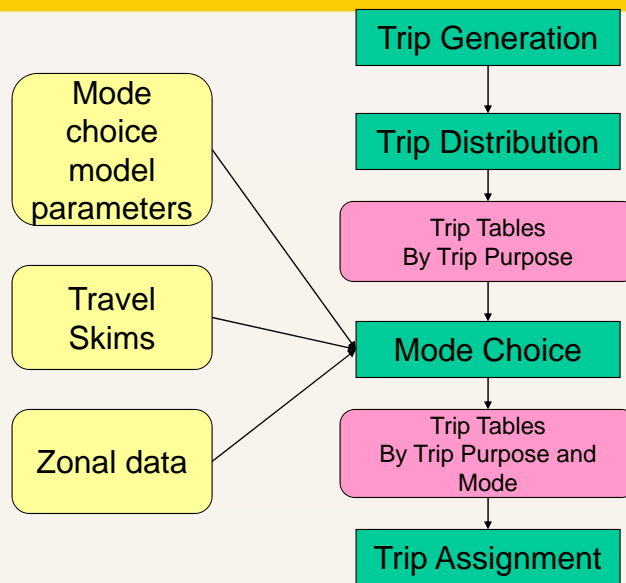 Trip Generation
Mode
choice
model
parameters
Trip Distribution
Trip Tables
By Trip Purpose
Travel
Skims
Mode Choice
Zonal data
Trip Tables
By Trip Purpose and
Mode
Trip Assignment